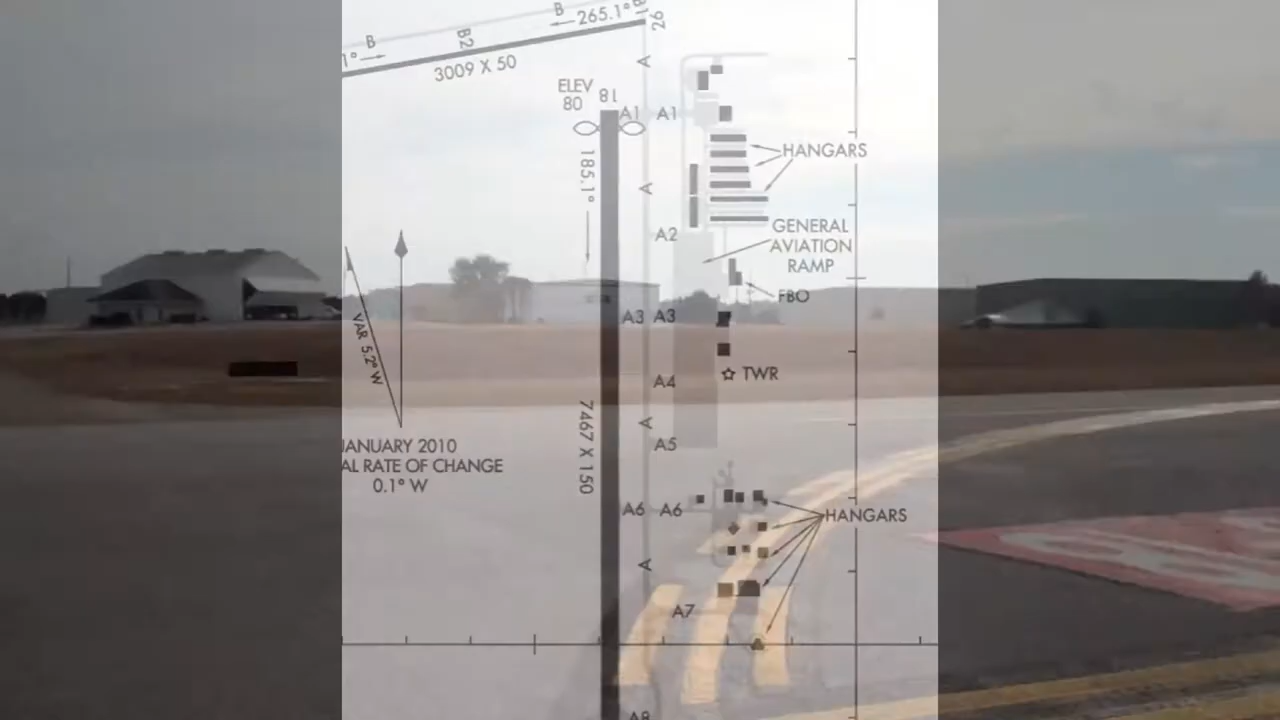 B
265.1°
B1
26
B
B2
1°
3009 X 50
A
ELEV
80
18
A1
A1
185.1°
HANGARS
A
A2
GENERAL
AVIATION
RAMP
FBO
A3
A3
VAR 5.2° W
TWR
A4
7467 X 150
A
A5
JANUARY 2010
AL RATE OF CHANGE
0.1° W
A6
A6
HANGARS
A
A7
A8